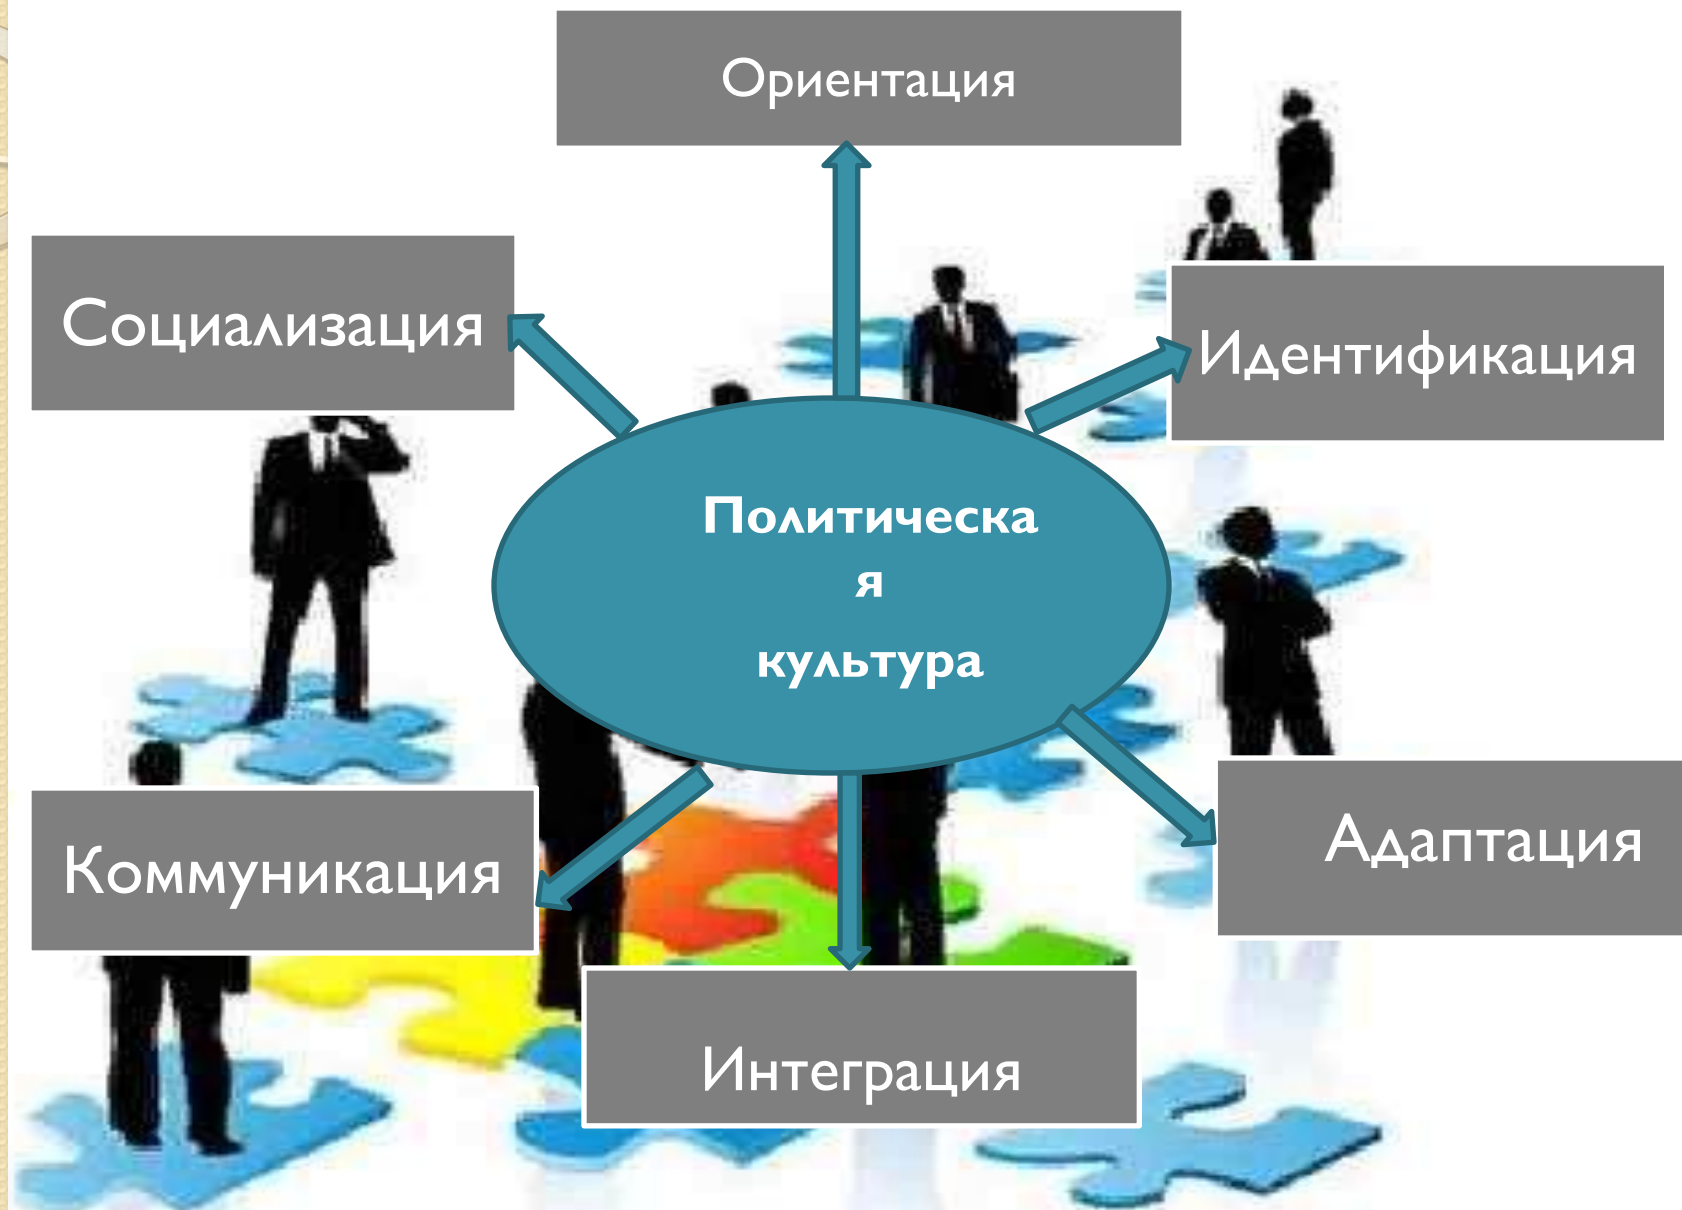 Ориентация
Социализация
Идентификация
Политическа
я
культура
Коммуникация
Адаптация
Интеграция